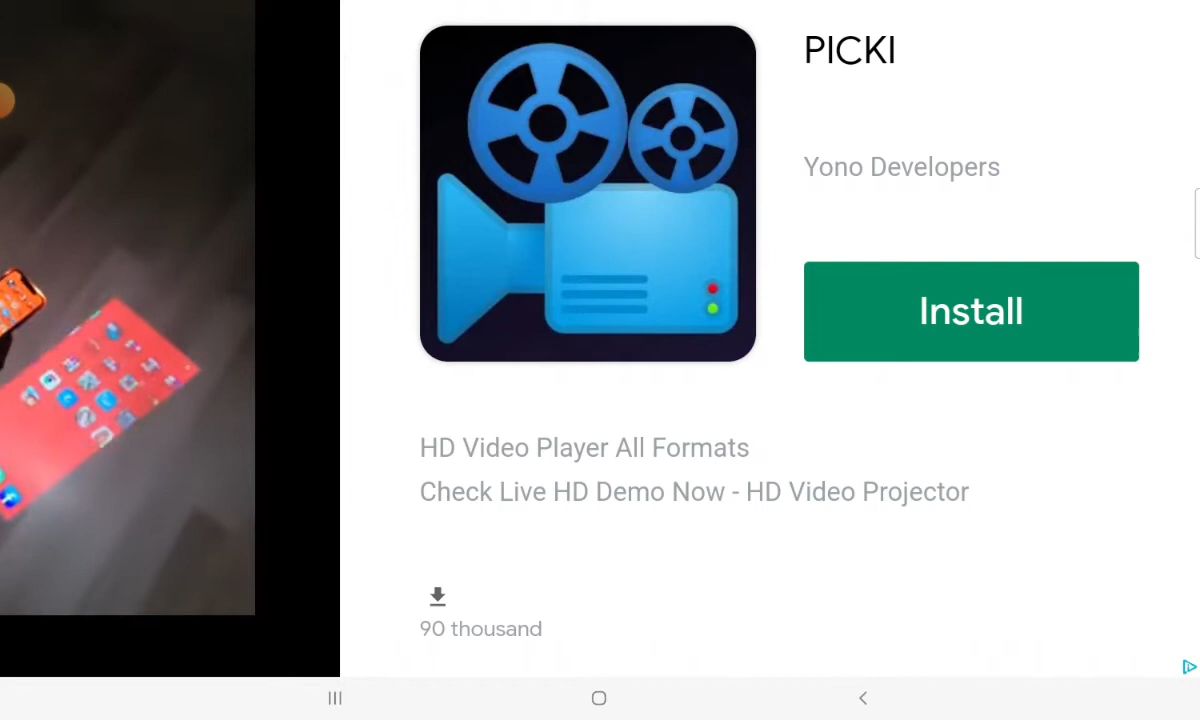 PICKI
Yono Developers
Install
HD Video Player All Formats
Check Live HD Demo Now - HD Video Projector
90 thousand